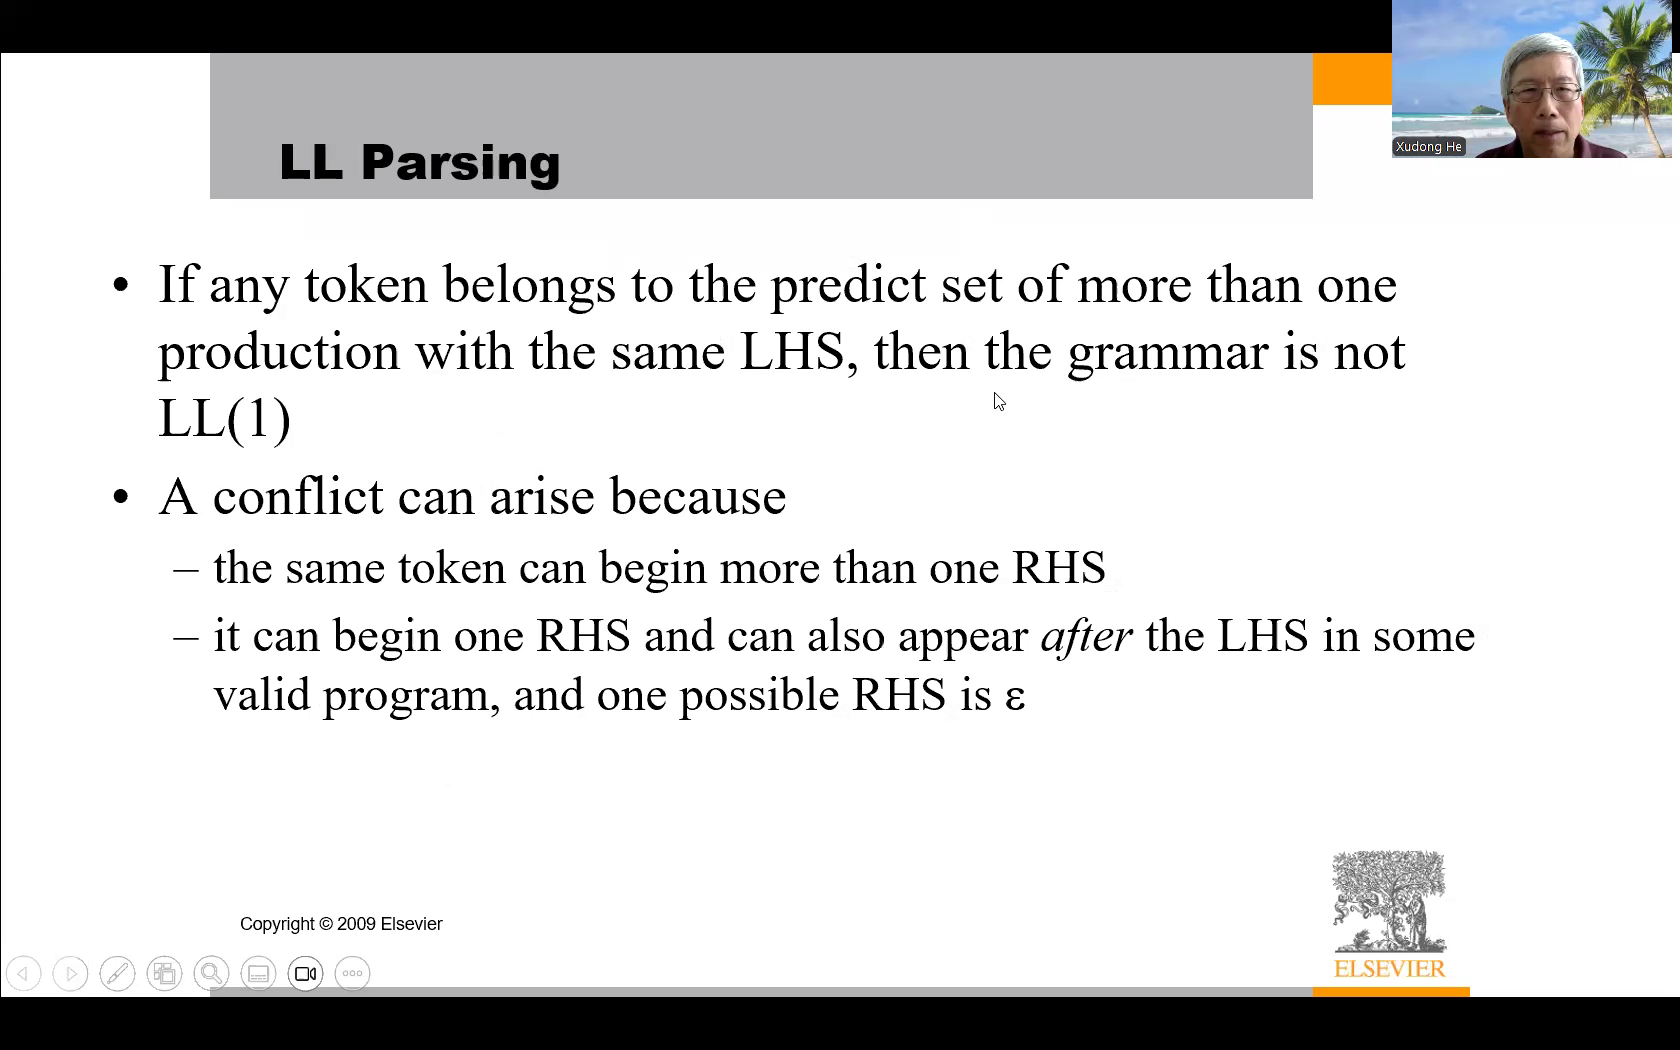 Xudong He
LL Parsing
• If any token belongs to the predict set of more than one
production with the same LHS, then the grammar is not
LL(1)
• A conflict can arise because
– the same token can begin more than one RHS
– it can begin one RHS and can also appear after the LHS in some
valid program, and one possible RHS is ε
Copyright © 2009 Elsevier
ELSEVIER